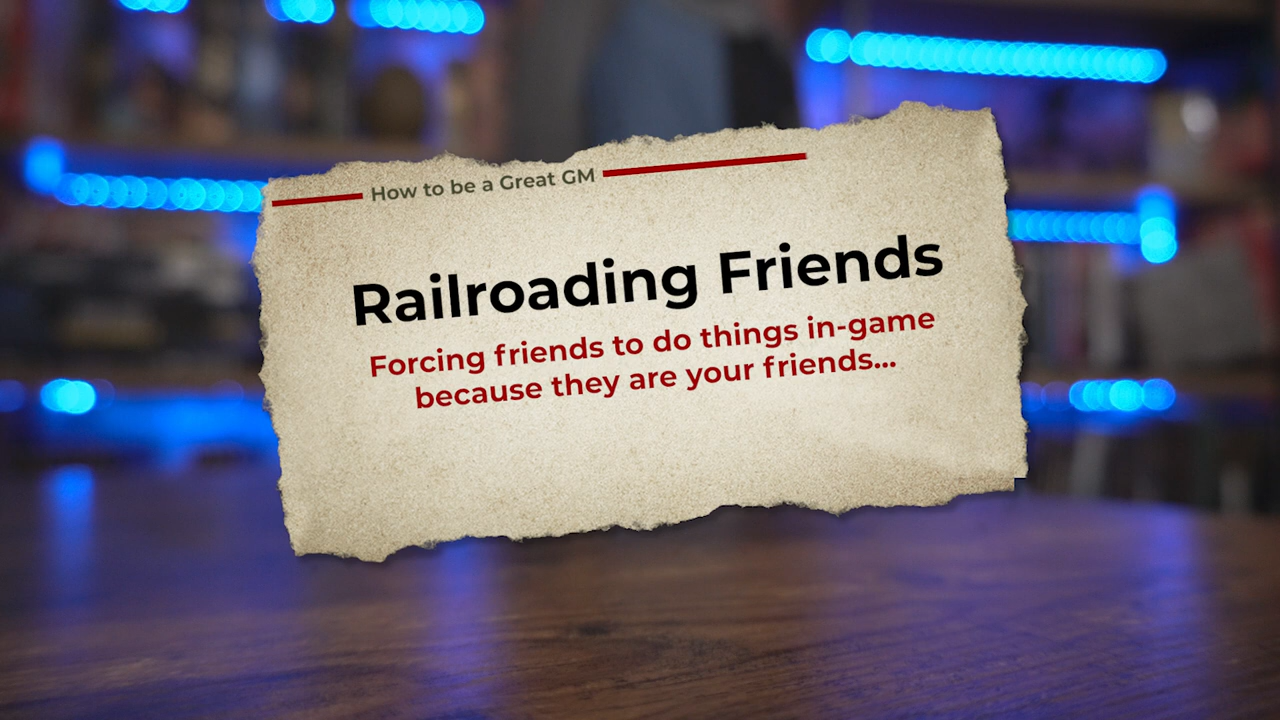 How to be a Great GM
Railroading Friends
Forcing friends to do things in-game
because they are your friends...